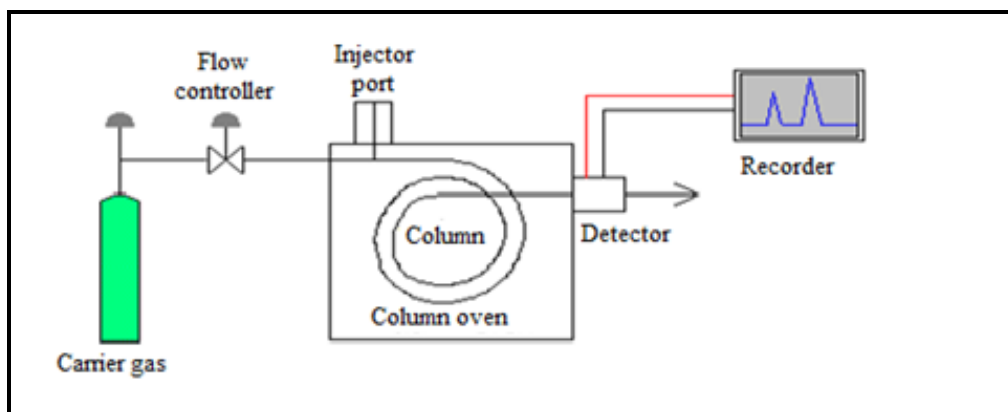 Flow
controller
Injector
port
Recorder
Column
Detector
Column oven
Carrier gas